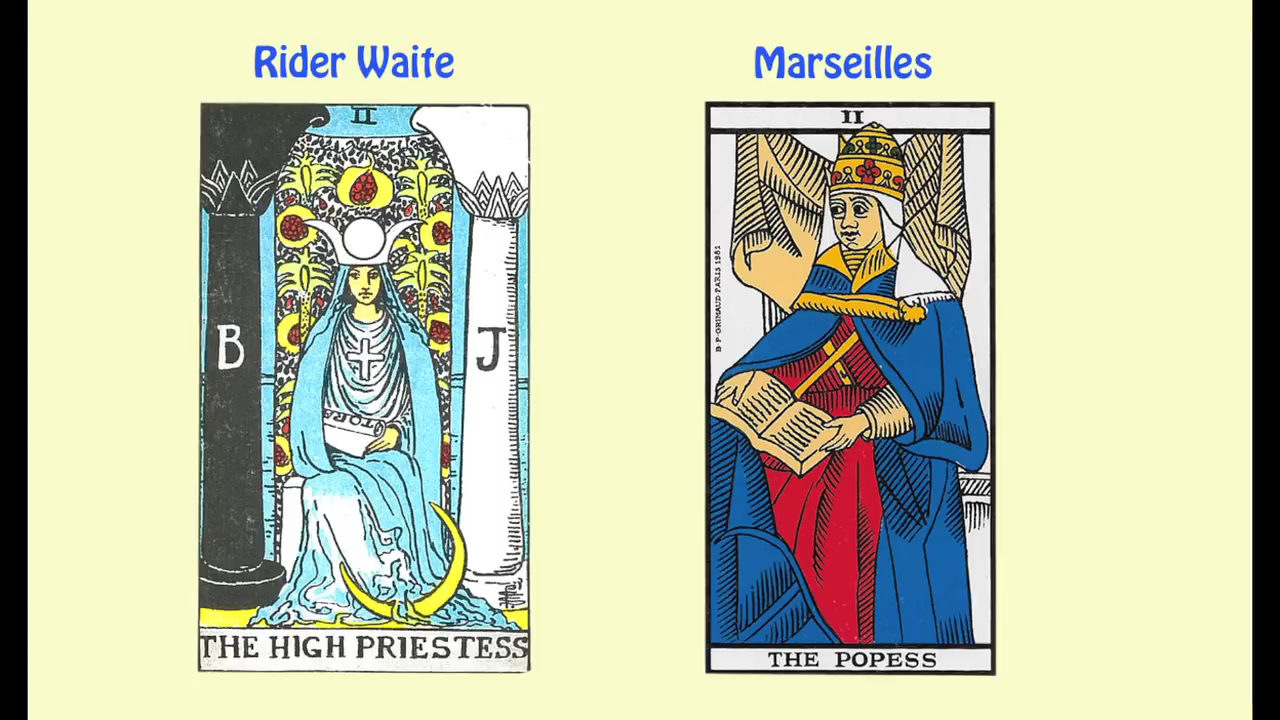 Rider Waite
Marseilles
II
B
J
TORA
THE HIGH PRIESTESS
II
B·P·GRIMAUD PARIS 1981
THE POPESS